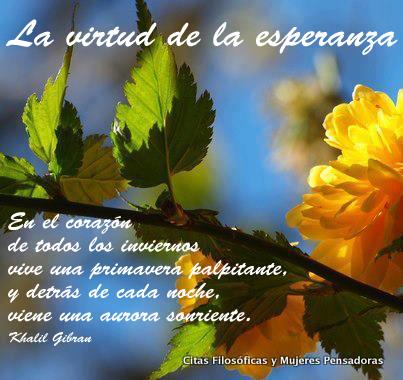 La virtud de la esperanza
En el corazón
de todos los inviernos
vive una primavera palpitante,
y detrás de cada noche,
viene una aurora sonriente.
Khalil Gibran
Citas Filosóficas y Mujeres Pensadoras